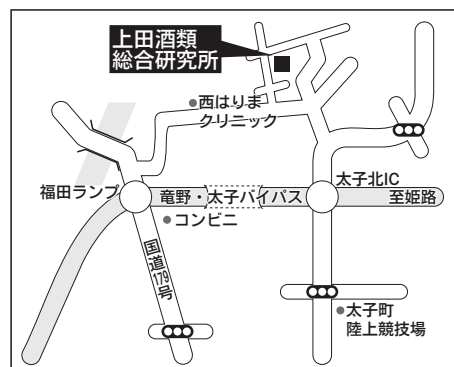 上田酒類
総合研究所
西はりま
クリニック
太子北IC
福田ランプ
竜野・太子バイパス
至姫路
コンビニ
国道179号
太子町
陸上競技場